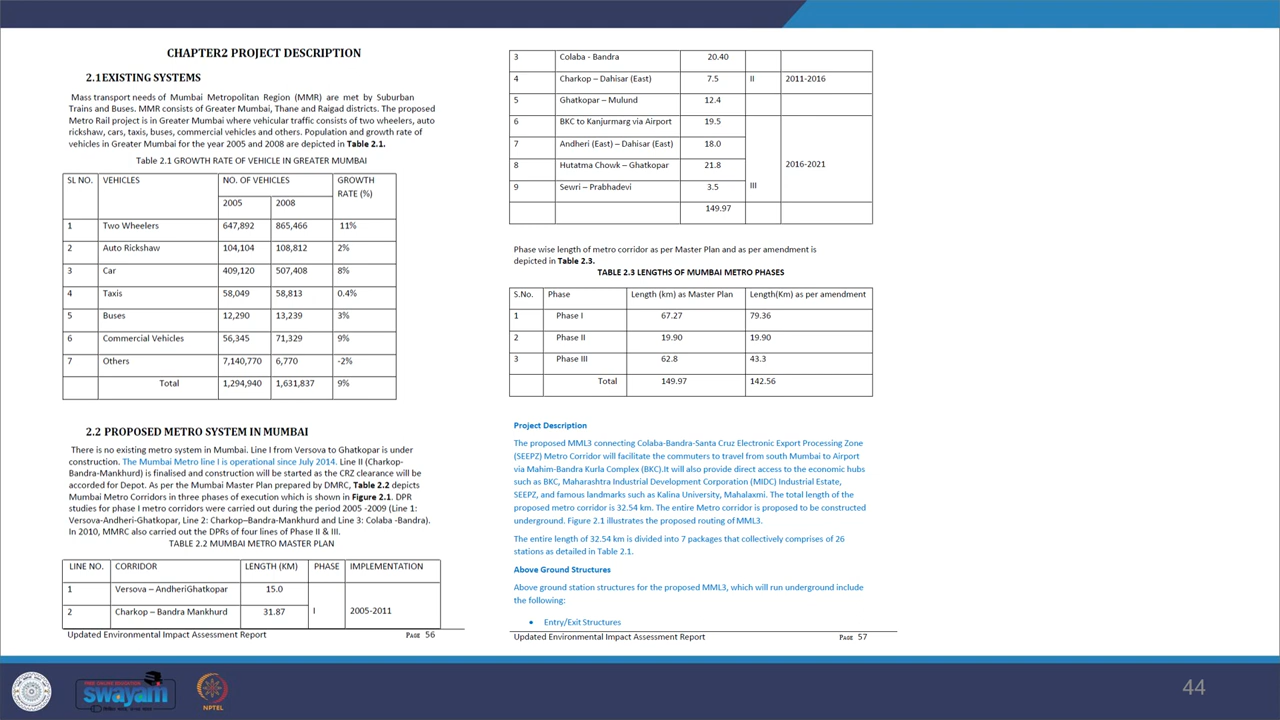 CHAPTER2 PROJECT DESCRIPTION
2.1EXISTING SYSTEMS
Mass transport needs of Mumbai Metropolitan Region (MMR) are met by Suburban
Trains and Buses. MMR consists of Greater Mumbai, Thane and Raigad districts. The proposed
Metro Rail project is in Greater Mumbai where vehicular traffic consists of two wheelers, auto
rickshaw, cars, taxis, buses, commercial vehicles and others. Population and growth rate of
vehicles in Greater Mumbai for the year 2005 and 2008 are depicted in Table 2.1.
Table 2.1 GROWTH RATE OF VEHICLE IN GREATER MUMBAI
SL NO. VEHICLES NO. OF VEHICLES GROWTH
RATE (%)
2005 2008
1 Two Wheelers 647,892 865,466 11%
2 Auto Rickshaw 104,104 108,812 2%
3 Car 409,120 507,408 8%
4 Taxis 58,049 58,813 0.4%
5 Buses 12,290 13,239 3%
6 Commercial Vehicles 56,345 71,329 9%
7 Others 7,140,770 6,770 -2%
Total 1,294,940 1,631,837 9%
2.2 PROPOSED METRO SYSTEM IN MUMBAI
There is no existing metro system in Mumbai. Line I from Versova to Ghatkopar is under
construction. The Mumbai Metro line I is operational since July 2014. Line II (Charkop-
Bandra-Mankhurd) is finalised and construction will be started as the CRZ clearance will be
accorded for Depot. As per the Mumbai Master Plan prepared by DMRC, Table 2.2 depicts
Mumbai Metro Corridors in three phases of execution which is shown in Figure 2.1. DPR
studies for phase I metro corridors were carried out during the period 2005 -2009 (Line 1:
Versova-Andheri-Ghatkopar, Line 2: Charkop–Bandra-Mankhurd and Line 3: Colaba -Bandra).
In 2010, MMRC also carried out the DPRs of four lines of Phase II & III.
TABLE 2.2 MUMBAI METRO MASTER PLAN
LINE NO. CORRIDOR LENGTH (KM) PHASE IMPLEMENTATION
1 Versova – AndheriGhatkopar 15.0
2 Charkop – Bandra Mankhurd 31.87 I 2005-2011
Updated Environmental Impact Assessment Report PAGE 56
3 Colaba - Bandra 20.40
4 Charkop – Dahisar (East) 7.5 II 2011-2016
5 Ghatkopar – Mulund 12.4
6 BKC to Kanjurmarg via Airport 19.5
7 Andheri (East) – Dahisar (East) 18.0
8 Hutatma Chowk – Ghatkopar 21.8 2016-2021
9 Sewri – Prabhadevi 3.5 III
149.97
Phase wise length of metro corridor as per Master Plan and as per amendment is
depicted in Table 2.3.
TABLE 2.3 LENGTHS OF MUMBAI METRO PHASES
S.No. Phase Length (km) as Master Plan Length(Km) as per amendment
1 Phase I 67.27 79.36
2 Phase II 19.90 19.90
3 Phase III 62.8 43.3
Total 149.97 142.56
Project Description
The proposed MML3 connecting Colaba-Bandra-Santa Cruz Electronic Export Processing Zone
(SEEPZ) Metro Corridor will facilitate the commuters to travel from south Mumbai to Airport
via Mahim-Bandra Kurla Complex (BKC).It will also provide direct access to the economic hubs
such as BKC, Maharashtra Industrial Development Corporation (MIDC) Industrial Estate,
SEEPZ, and famous landmarks such as Kalina University, Mahalaxmi. The total length of the
proposed metro corridor is 32.54 km. The entire Metro corridor is proposed to be constructed
underground. Figure 2.1 illustrates the proposed routing of MML3.
The entire length of 32.54 km is divided into 7 packages that collectively comprises of 26
stations as detailed in Table 2.1.
Above Ground Structures
Above ground station structures for the proposed MML3, which will run underground include
the following:
• Entry/Exit Structures
Updated Environmental Impact Assessment Report PAGE 57
FREE ONLINE EDUCATION
swayam
NPTEL
44